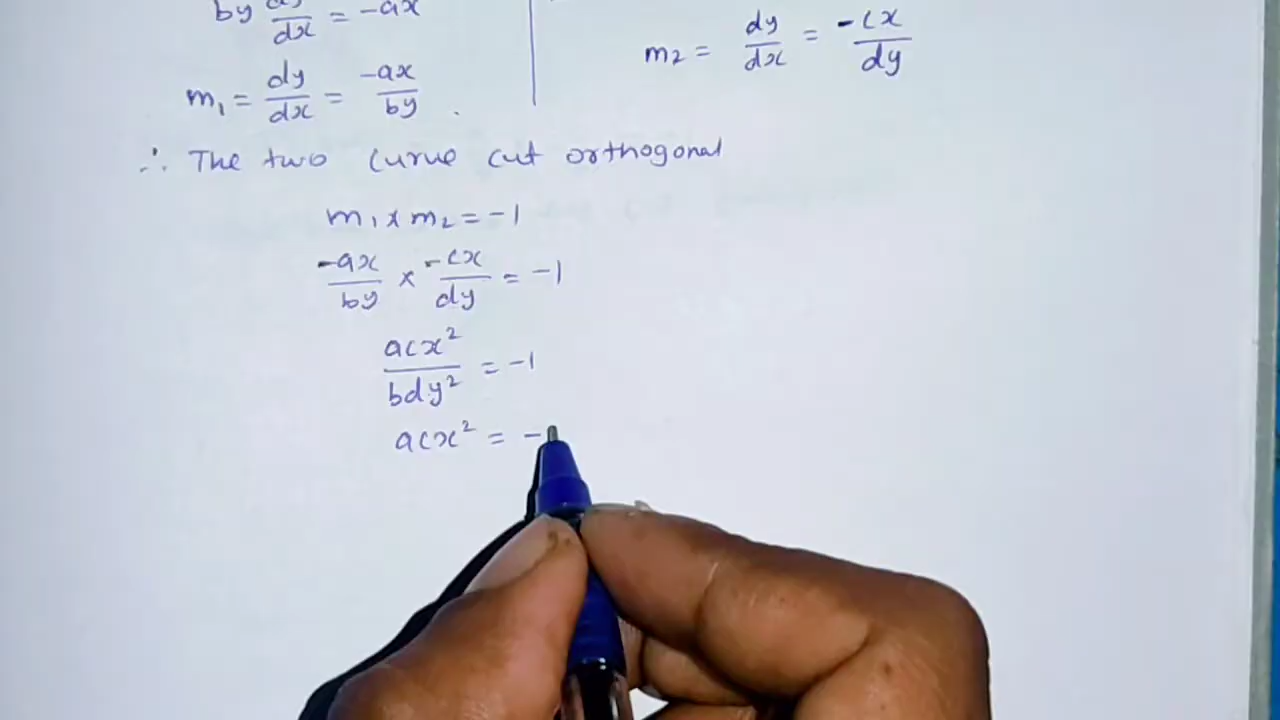 by dy/dx = -ax
m₁ = dy/dx = -ax/by .
m₂ = dy/dx = -cx/dy
∴ The two curve cut orthogonal
m₁ x m₂ = -1
-ax/by x -cx/dy = -1
acx²/bdy² = -1
acx² = -